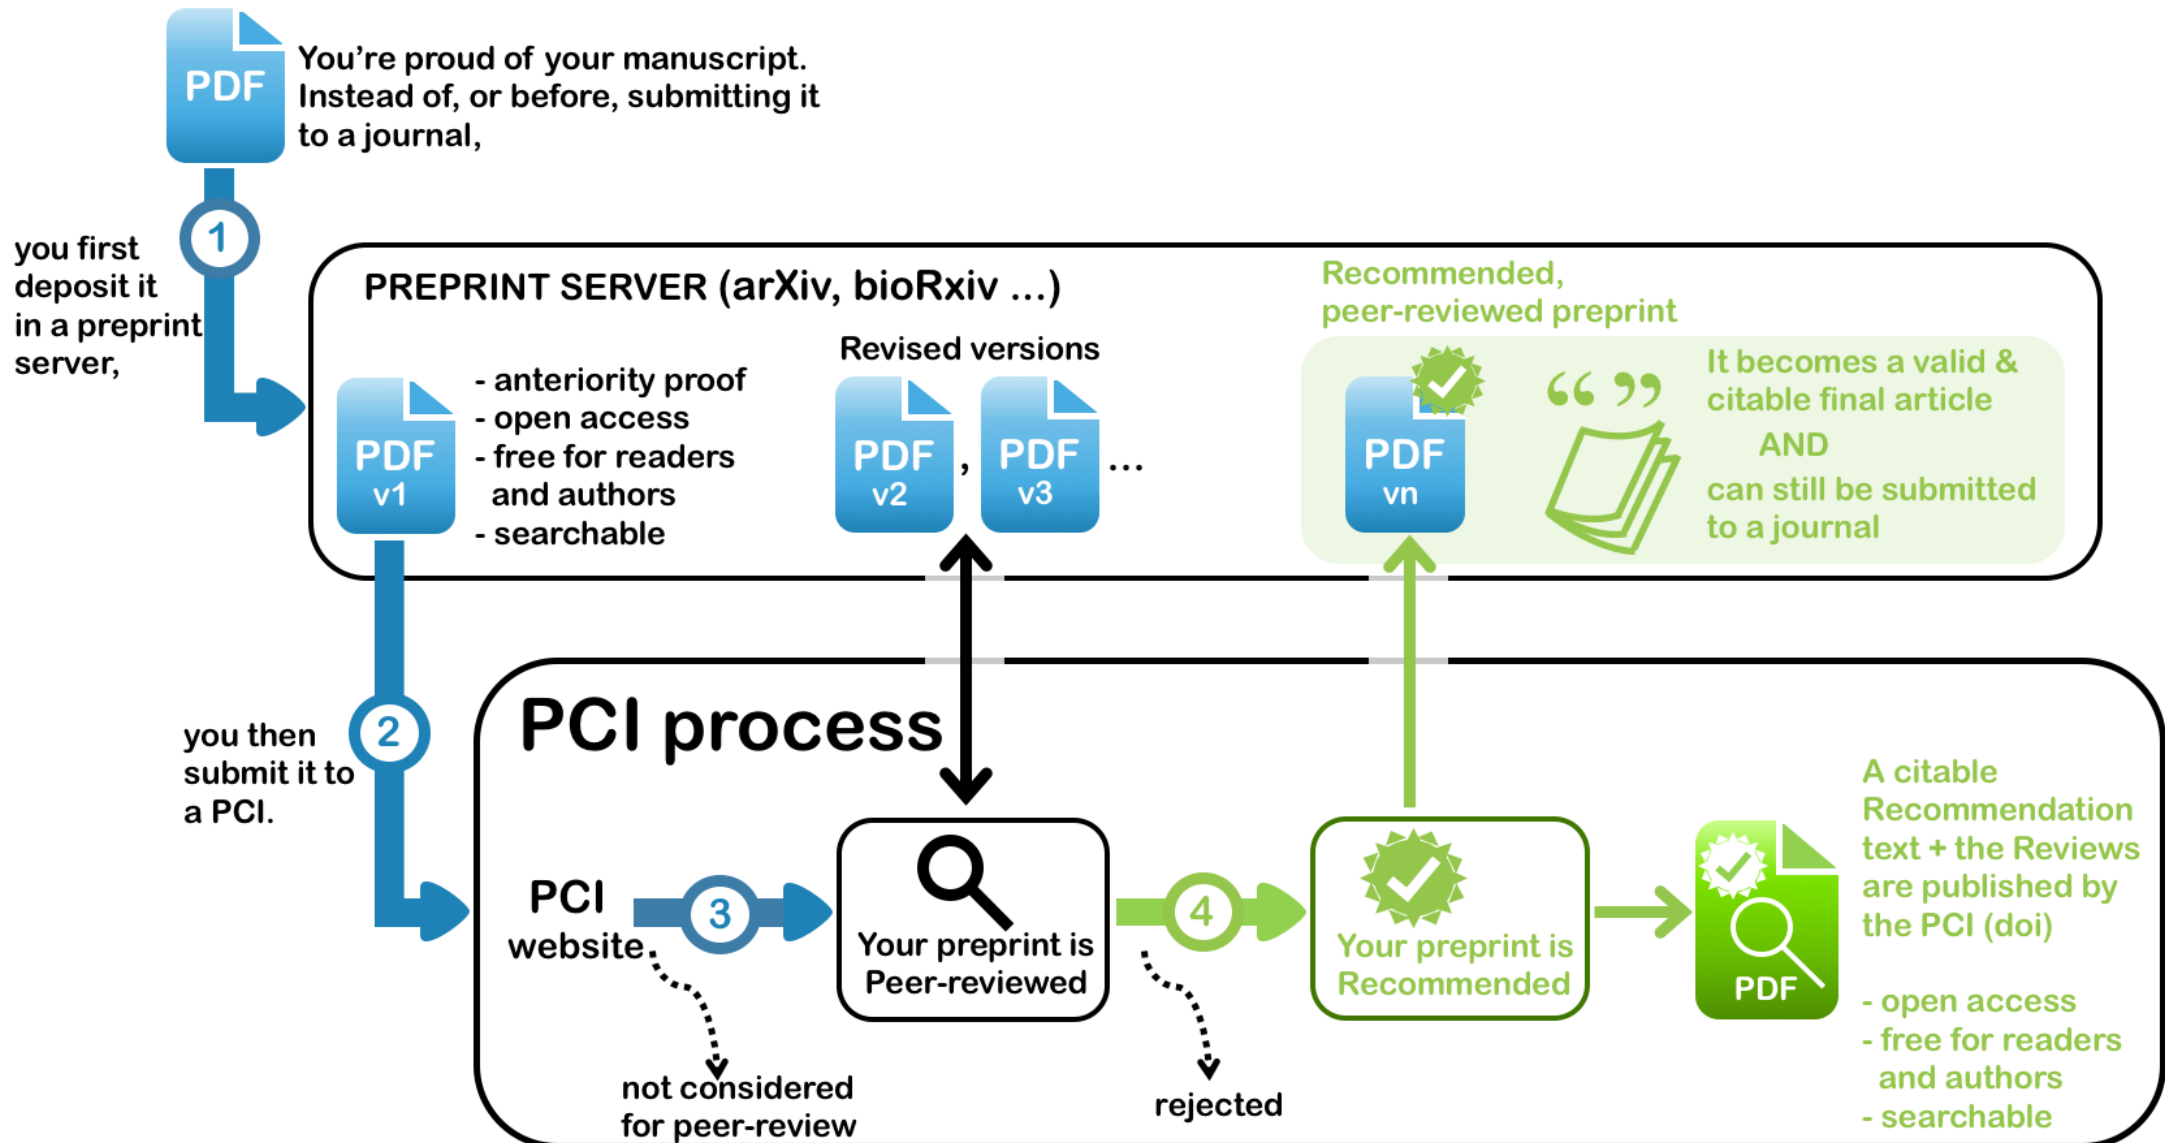 PDF
You're proud of your manuscript.
Instead of, or before, submitting it
to a journal,
1
you first
deposit it
in a preprint
server,
PREPRINT SERVER (arXiv, bioRxiv ...)
PDF
v1
- anteriority proof
- open access
- free for readers
and authors
- searchable
Revised versions
PDF
v2
,
PDF
v3
...
Recommended,
peer-reviewed preprint
PDF
vn
“ ”
It becomes a valid &
citable final article
AND
can still be submitted
to a journal
2
you then
submit it to
a PCI.
PCI process
PCI
website
3
not considered
for peer-review
Your preprint is
Peer-reviewed
4
rejected
Your preprint is
Recommended
PDF
A citable
Recommendation
text + the Reviews
are published by
the PCI (doi)
- open access
- free for readers
and authors
- searchable